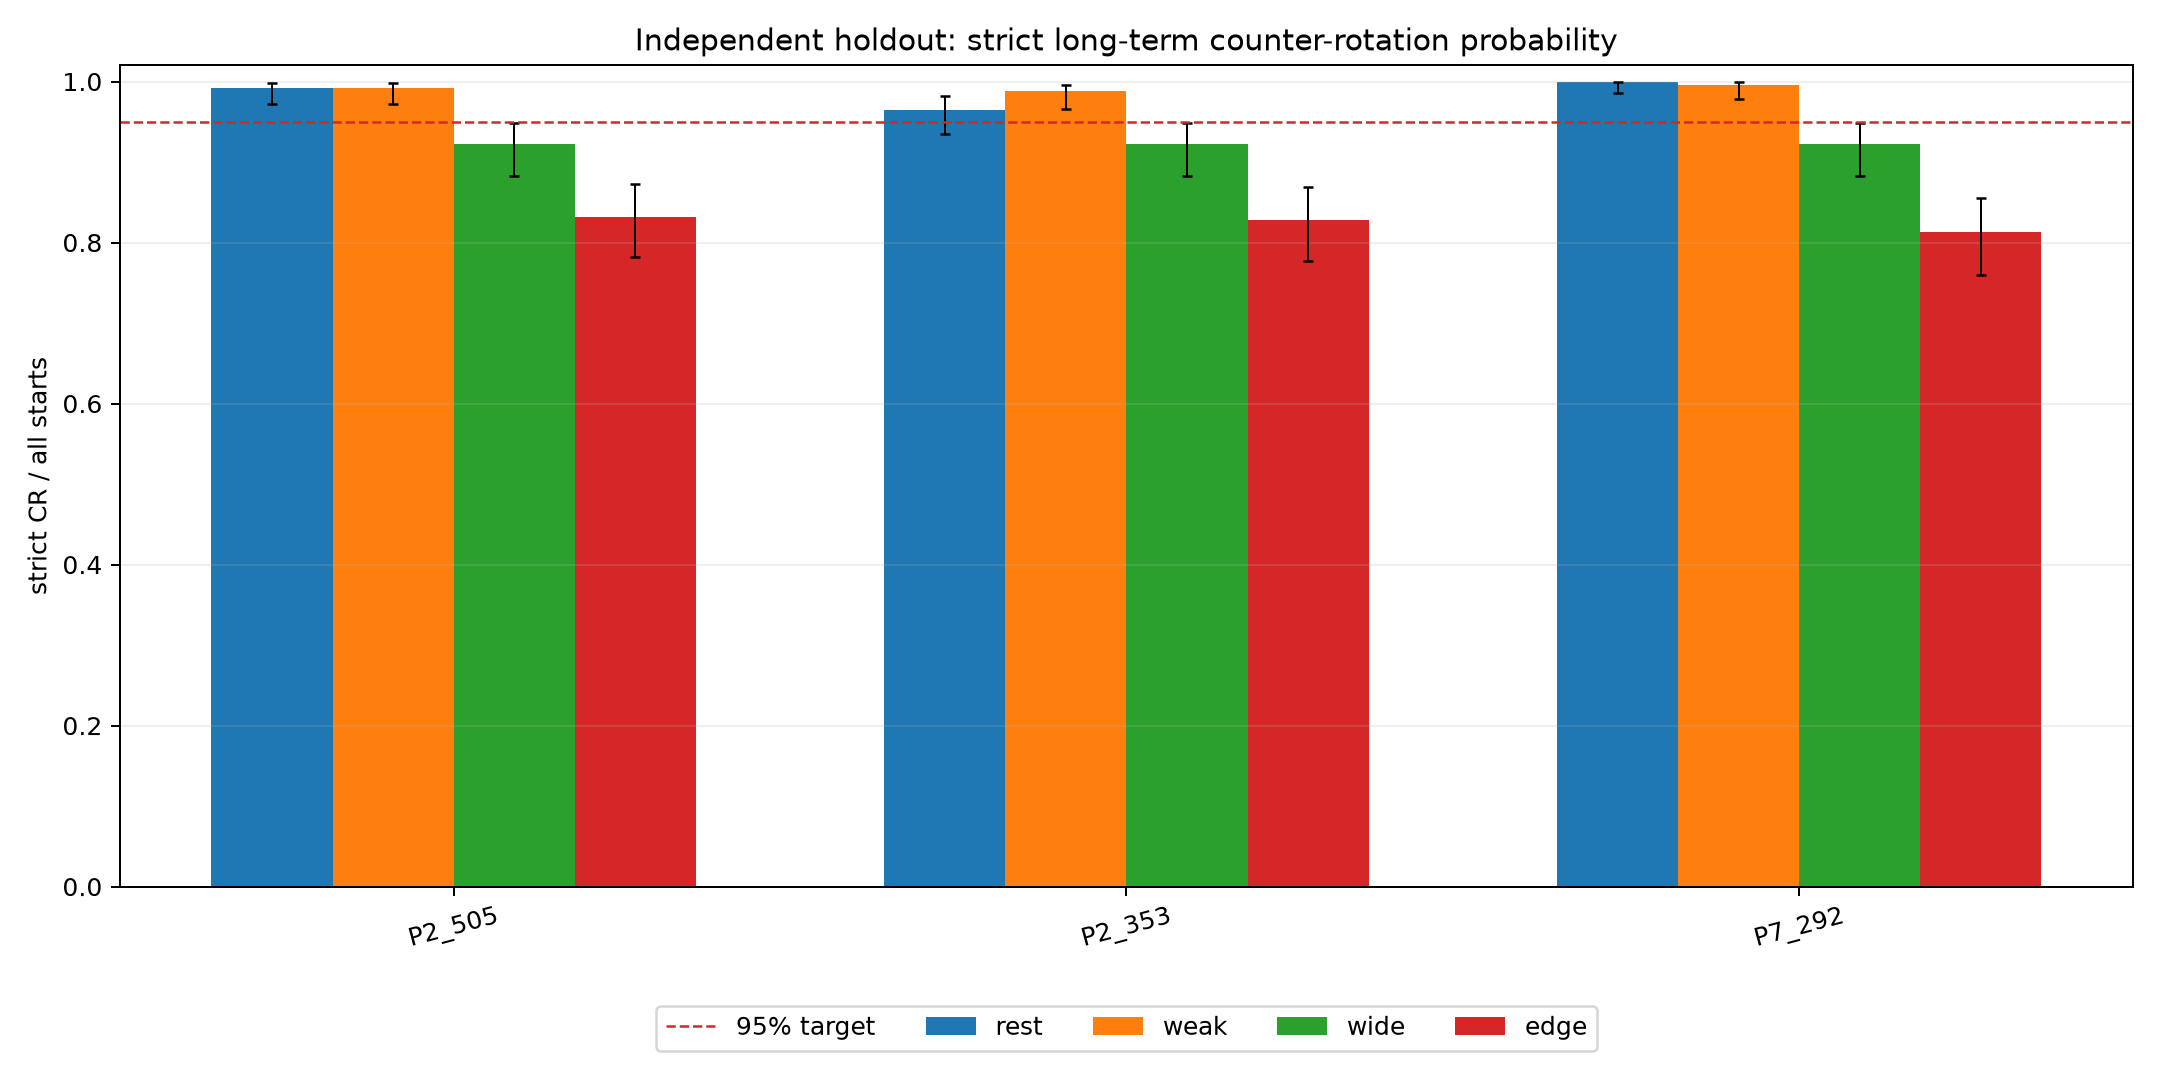 Independent holdout: strict long-term counter-rotation probability
strict CR / all starts
1.0
0.8
0.6
0.4
0.2
0.0
P2_505
P2_353
P7_292
95% target
rest
weak
wide
edge